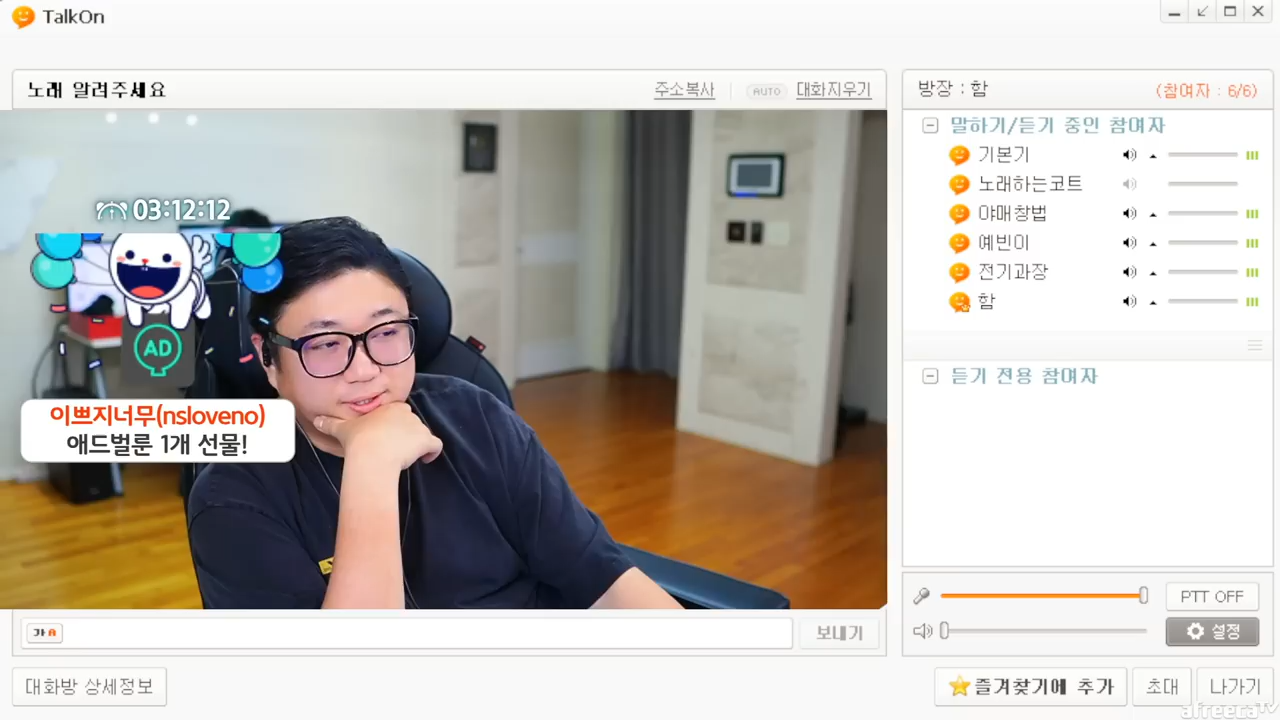 TalkOn
노래 알려주세요
주소복사
AUTO
대화지우기
방장 : 함
(참여자 : 6/6)
말하기/듣기 중인 참여자
기본기
노래하는코트
야매창법
예빈이
전기과장
함
듣기 전용 참여자
03:12:12
AD
이쁘지너무(nsloveno)
애드벌룬 1개 선물!
가A
보내기
PTT OFF
설정
대화방 상세정보
즐겨찾기에 추가
초대
나가기
afreecaTV